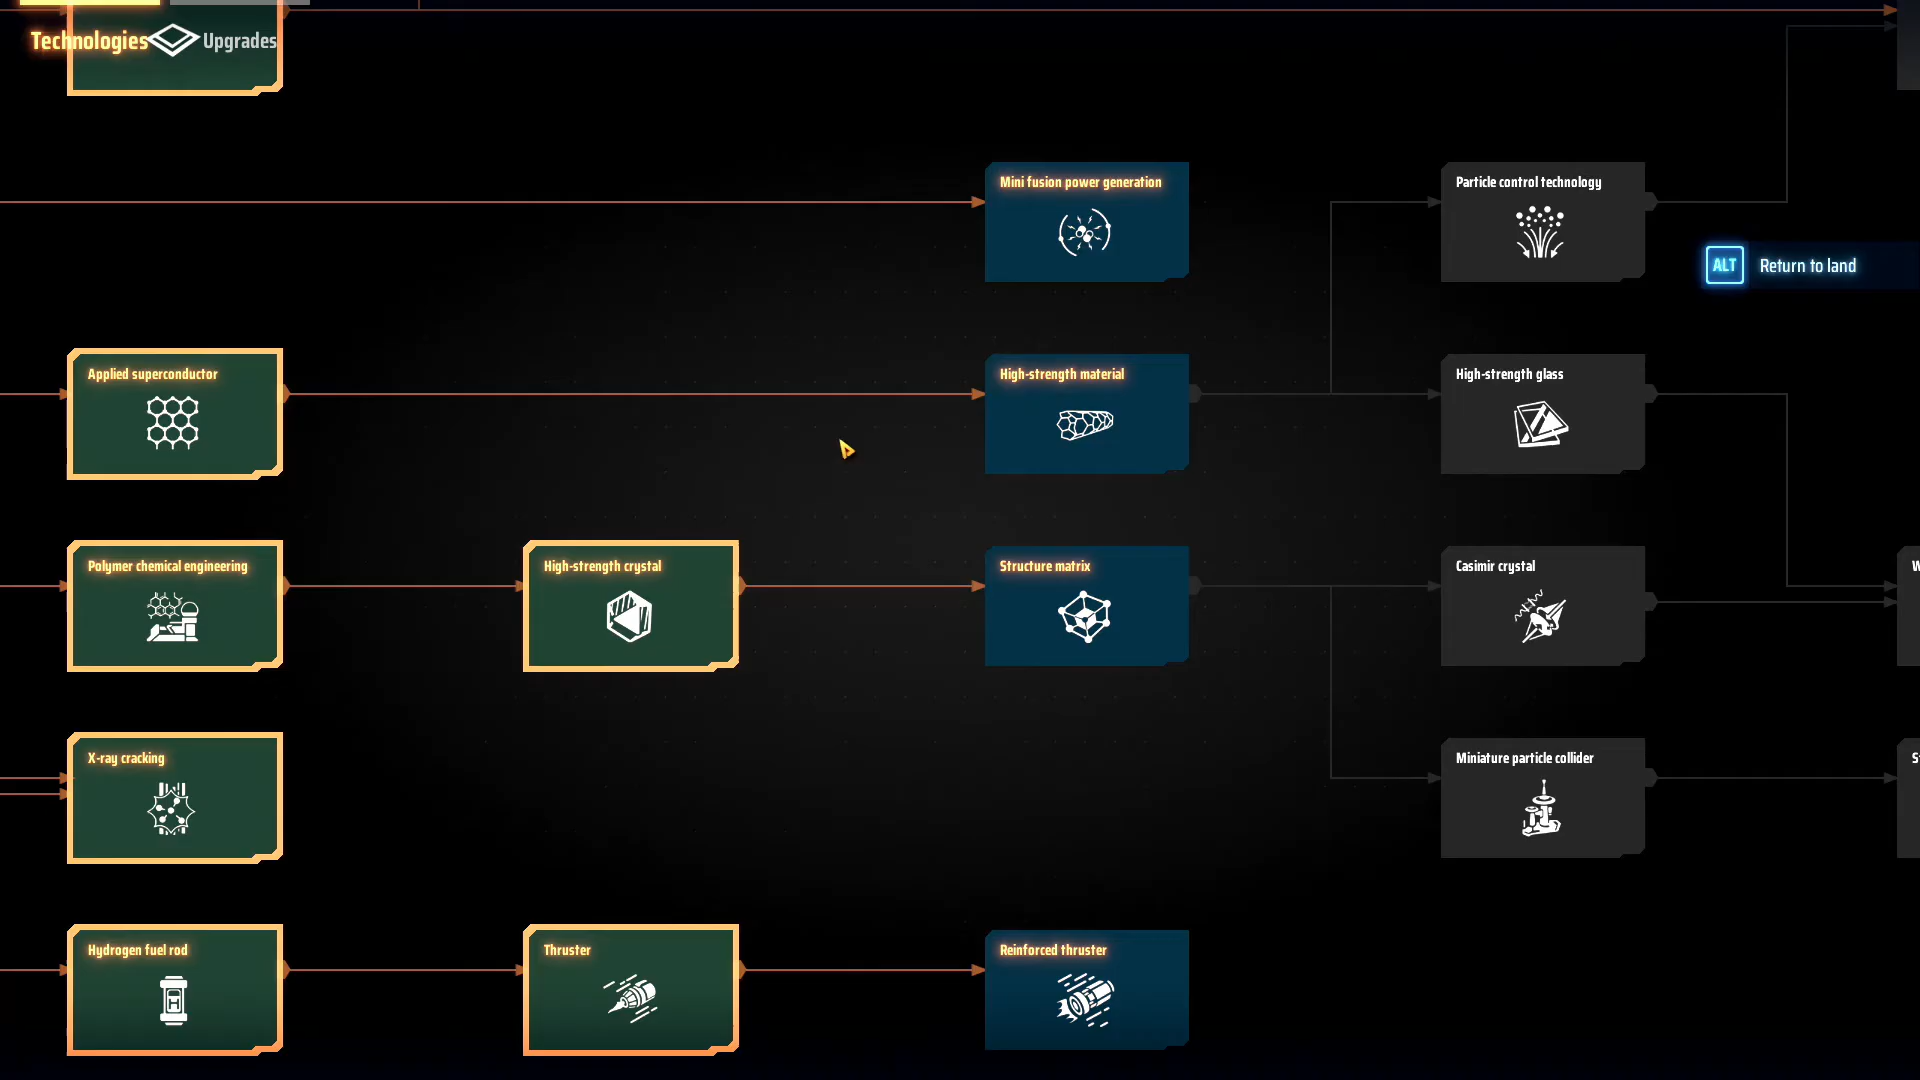 Technologies Upgrades
Mini fusion power generation
Particle control technology
ALT Return to land
Applied superconductor
High-strength material
High-strength glass
Polymer chemical engineering
High-strength crystal
Structure matrix
Casimir crystal
X-ray cracking
Miniature particle collider
Hydrogen fuel rod
H
Thruster
Reinforced thruster